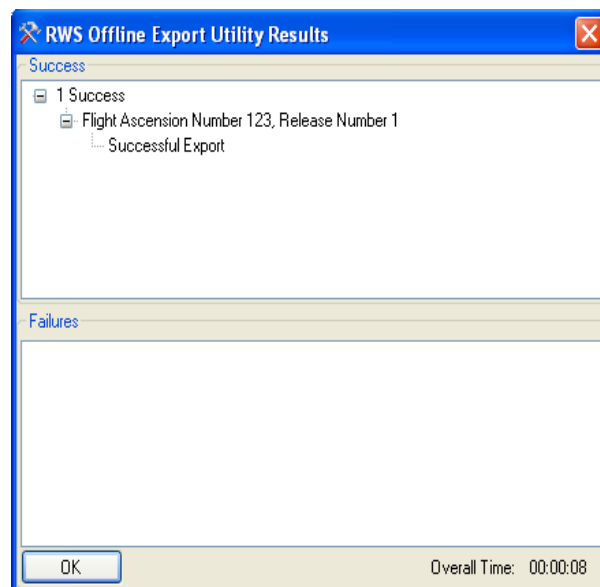 RWS Offline Export Utility Results
Success
1 Success
Flight Ascension Number 123, Release Number 1
Successful Export
Failures
OK
Overall Time: 00:00:08